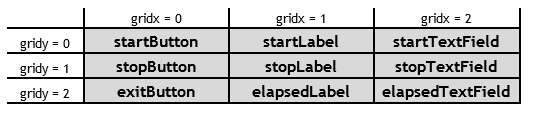 gridx = 0 gridx = 1 gridx = 2
gridy = 0 startButton startLabel startTextField
gridy = 1 stopButton stopLabel stopTextField
gridy = 2 exitButton elapsedLabel elapsedTextField